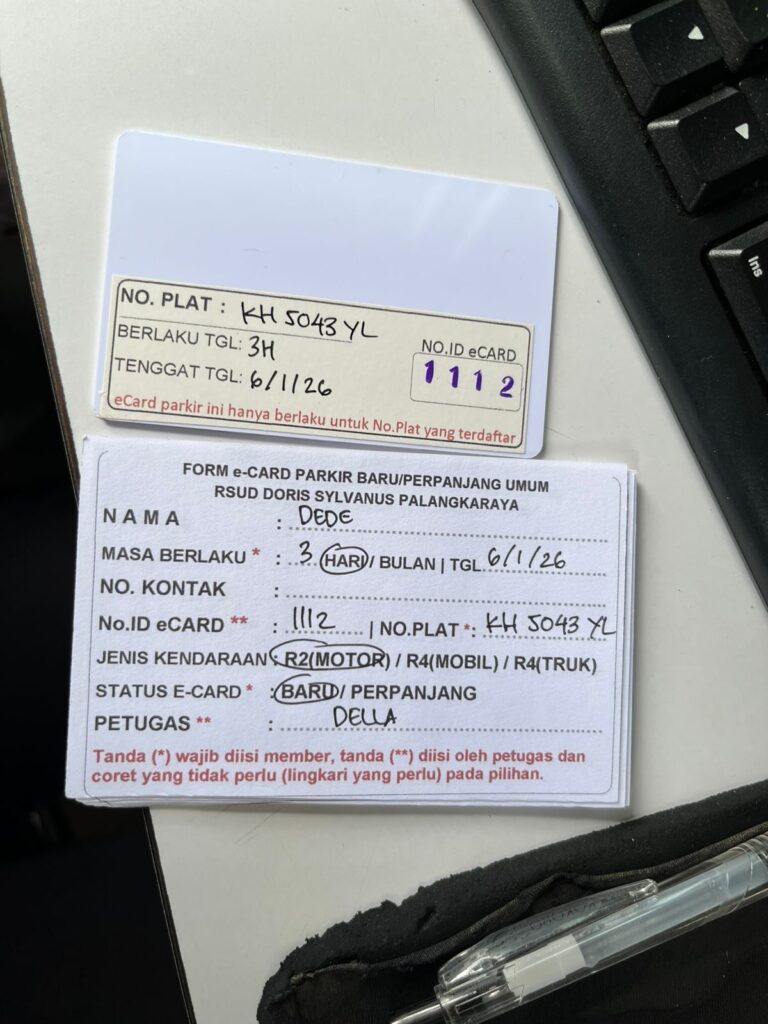 NO. PLAT : KH 5043 YL
BERLAKU TGL: 3H
NO.ID eCARD
TENGGAT TGL: 6/1/26
1112
eCard parkir ini hanya berlaku untuk No.Plat yang terdaftar
FORM e-CARD PARKIR BARU/PERPANJANG UMUM
RSUD DORIS SYLVANUS PALANGKARAYA
NAMA : DEDE
MASA BERLAKU * : 3 HARI / BULAN | TGL 6/1/26
NO. KONTAK :
No.ID eCARD ** : 1112 | NO.PLAT *: KH 5043 YL
JENIS KENDARAAN : R2(MOTOR) / R4(MOBIL) / R4(TRUK)
STATUS E-CARD * : BARU / PERPANJANG
PETUGAS ** : DELLA
Tanda (*) wajib diisi member, tanda (**) diisi oleh petugas dan
coret yang tidak perlu (lingkari yang perlu) pada pilihan.
Ins